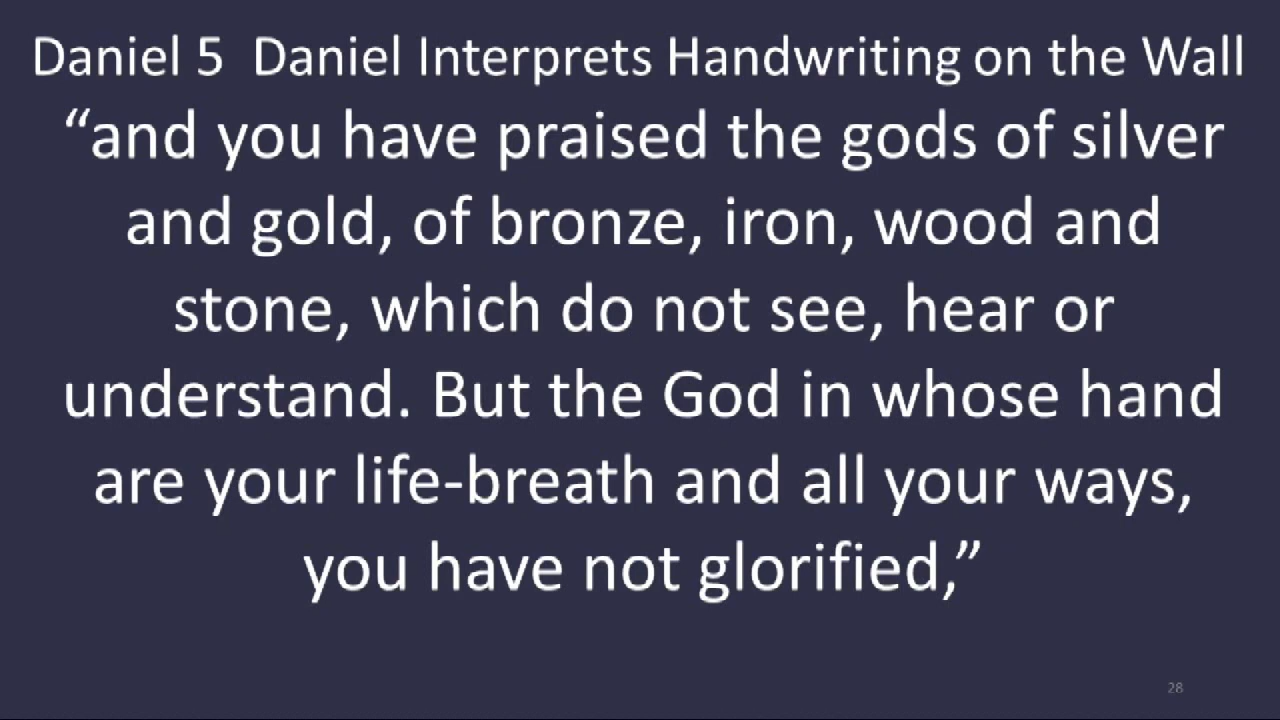 Daniel 5  Daniel Interprets Handwriting on the Wall
“and you have praised the gods of silver
and gold, of bronze, iron, wood and
stone, which do not see, hear or
understand. But the God in whose hand
are your life-breath and all your ways,
you have not glorified,”
28